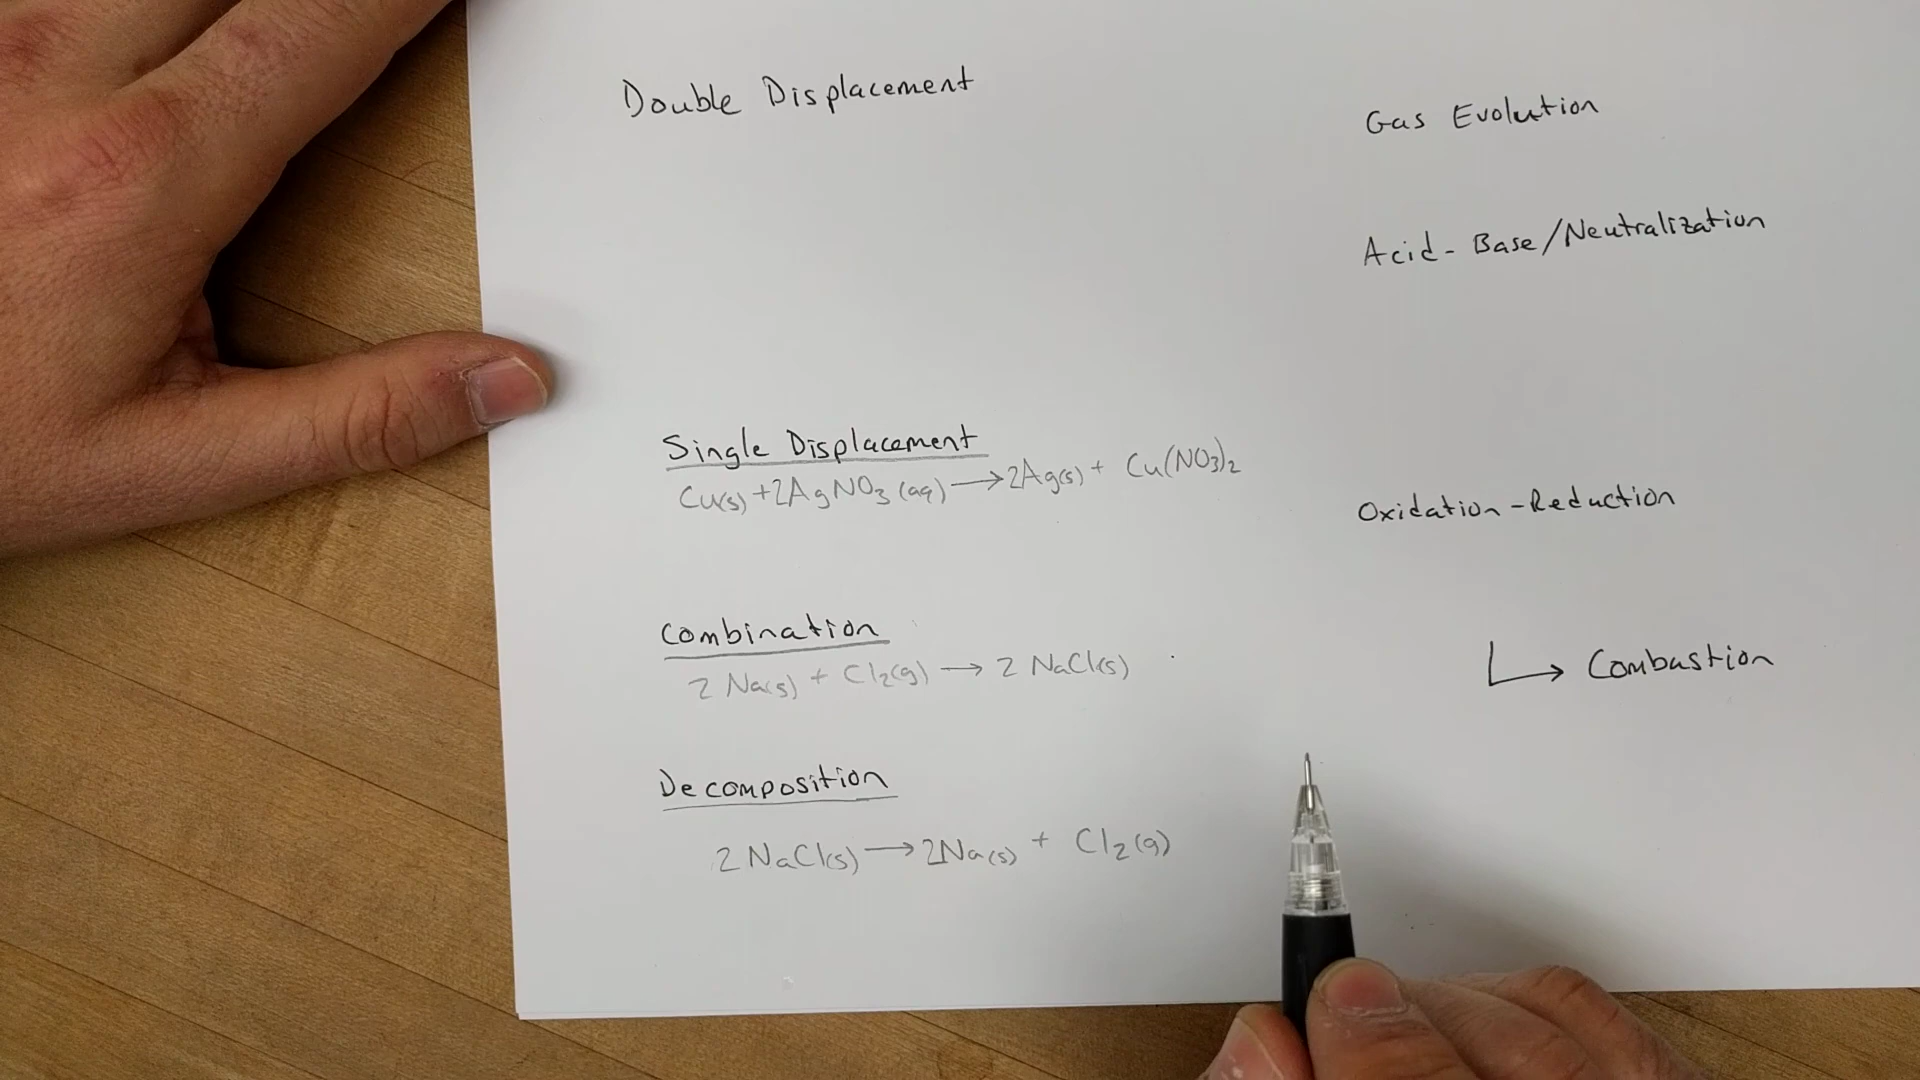 Double Displacement
Gas Evolution
Acid-Base/Neutralization
Single Displacement
Cu(s) + 2AgNO3 (aq) → 2Ag(s) + Cu(NO3)2
Oxidation-Reduction
Combination
2 Na(s) + Cl2(g) → 2 NaCl(s)
→ Combustion
Decomposition
2 NaCl(s) → 2Na(s) + Cl2(g)